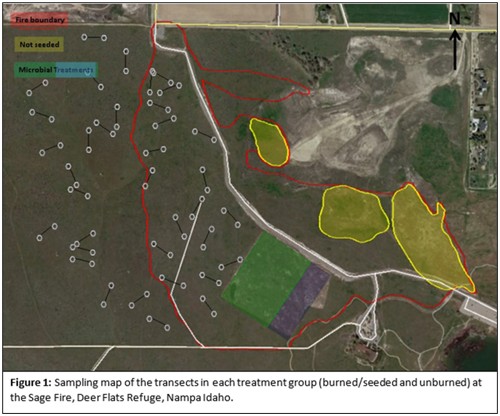 Fire boundary
N
Not seeded
Microbial Treatments
Figure 1: Sampling map of the transects in each treatment group (burned/seeded and unburned) at
the Sage Fire, Deer Flats Refuge, Nampa Idaho.